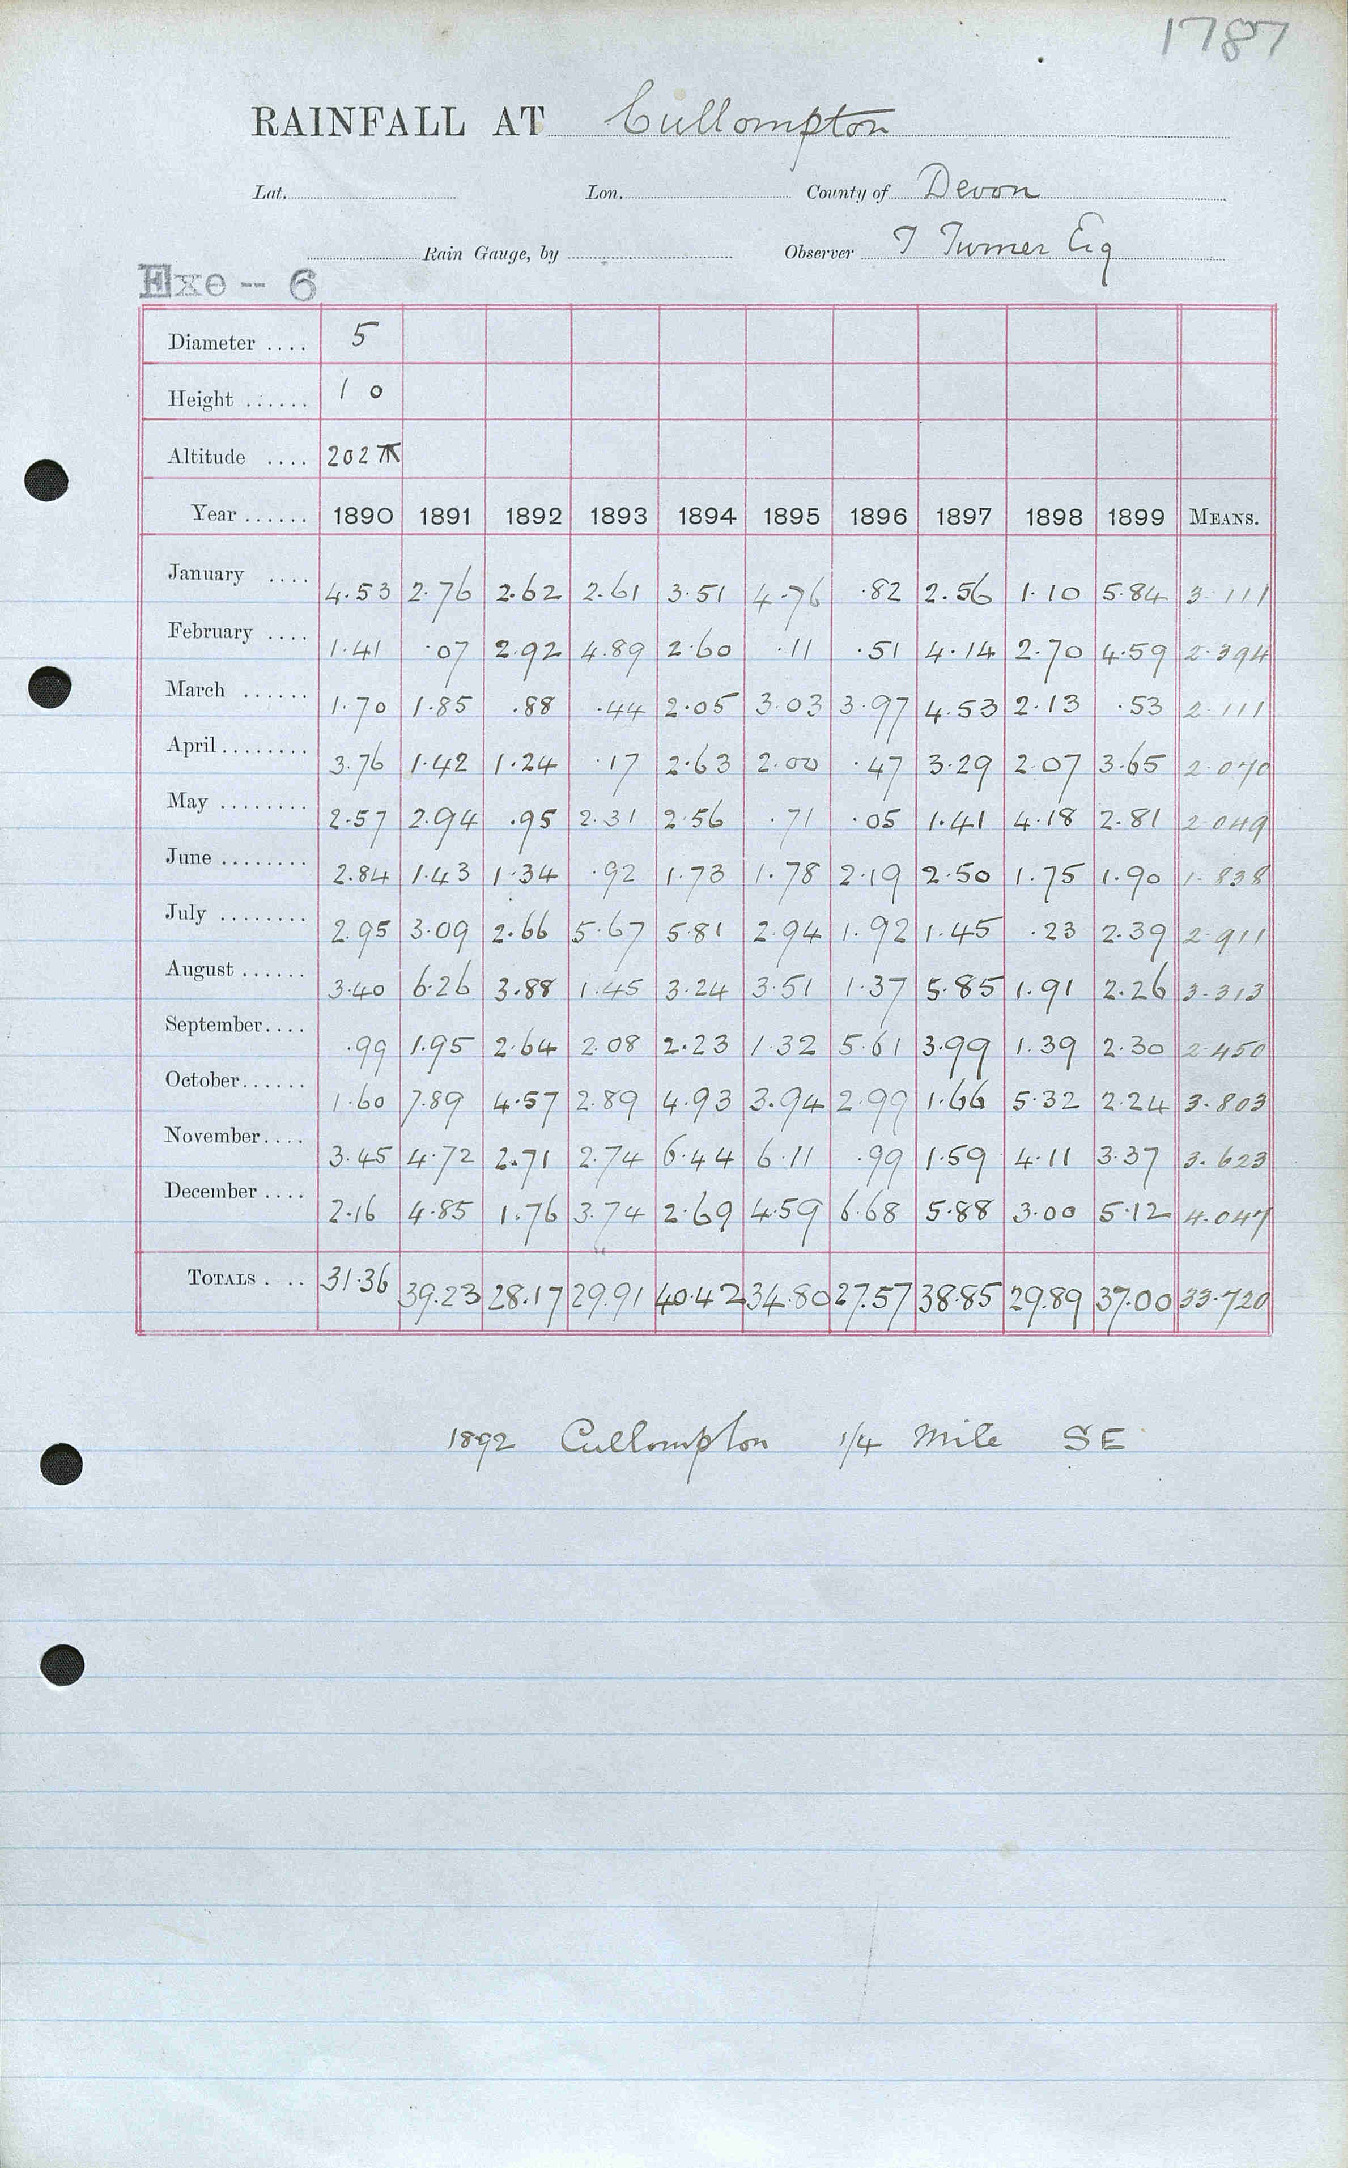 1787
RAINFALL AT Cullompton
Lat. Lon. County of Devon
Rain Gauge, by Observer T Turner Esq
Exe -- 6
Diameter .... 5
Height ...... 1 0
Altitude .... 202
Year ...... 1890 1891 1892 1893 1894 1895 1896 1897 1898 1899 MEANS.
January .... 4.53 2.76 2.62 2.61 3.51 4.76 .82 2.56 1.10 5.84 3.111
February .... 1.41 .07 2.92 4.89 2.60 .11 .51 4.14 2.70 4.59 2.394
March ...... 1.70 1.85 .88 .44 2.05 3.03 3.97 4.53 2.13 .53 2.111
April ........ 3.76 1.42 1.24 .17 2.63 2.00 .47 3.29 2.07 3.65 2.070
May ........ 2.57 2.94 .95 2.31 2.56 .71 .05 1.41 4.18 2.81 2.049
June ........ 2.84 1.43 1.34 .92 1.73 1.78 2.19 2.50 1.75 1.90 1.838
July ........ 2.95 3.09 2.66 5.67 5.81 2.94 1.92 1.45 .23 2.39 2.911
August ...... 3.40 6.26 3.88 1.45 3.24 3.51 1.37 5.85 1.91 2.26 3.313
September .... .99 1.95 2.64 2.08 2.23 1.32 5.61 3.99 1.39 2.30 2.450
October ...... 1.60 7.89 4.57 2.89 4.93 3.94 2.99 1.66 5.32 2.24 3.803
November .... 3.45 4.72 2.71 2.74 6.44 6.11 .99 1.59 4.11 3.37 3.623
December .... 2.16 4.85 1.76 3.74 2.69 4.59 6.68 5.88 3.00 5.12 4.047
TOTALS . .. 31.36 39.23 28.17 29.91 40.42 34.80 27.57 38.85 29.89 37.00 33.720
1892 Cullompton 1/4 Mile SE